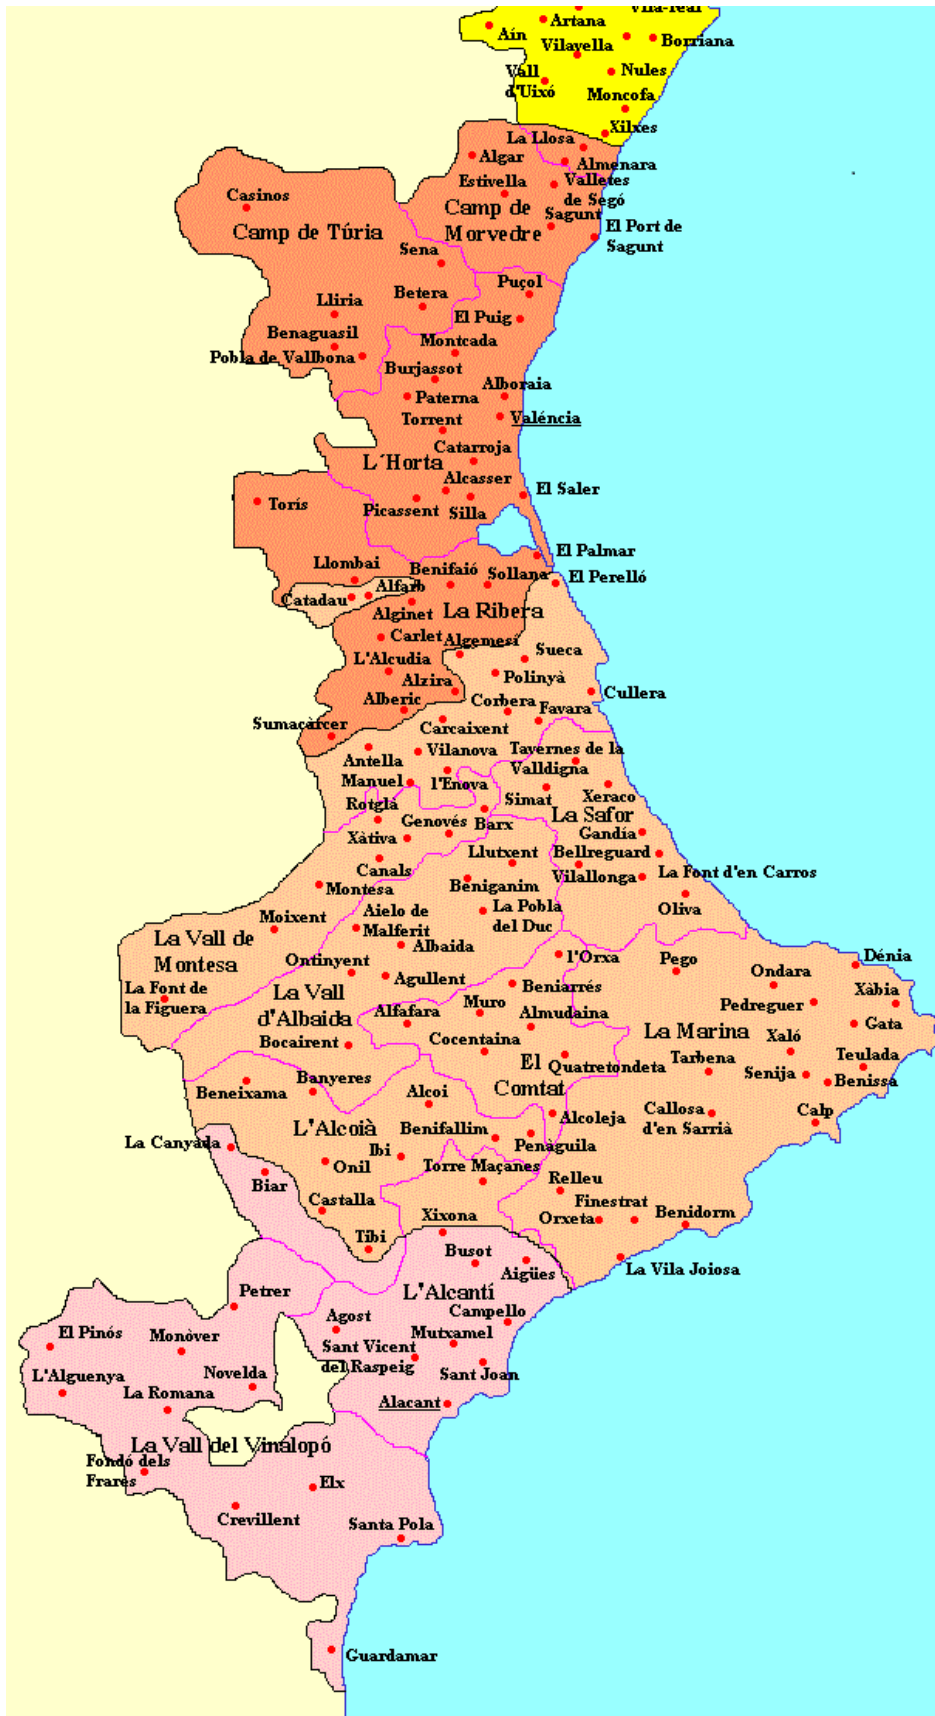 Vila-real
Artana
Aín
Borriana
Vilavella
Nules
Vall
d'Uixó
Moncofa
Xilxes
La Llosa
Algar
Almenara
Estivella
Valletes
de Segó
Casinos
Camp de
Morvedre
Sagunt
El Port de
Sagunt
Camp de Túria
Sena
Puçol
Betera
Lliria
El Puig
Benaguasil
Montcada
Pobla de Vallbona
Burjassot
Alboraia
Paterna
Torrent
Valéncia
Catarroja
L´Horta
Alcasser
El Saler
Torís
Picassent
Silla
El Palmar
Llombai
Benifaió
Sollana
El Perelló
Alfarb
Catadau
Alginet
La Ribera
Carlet
Algemesí
Sueca
L'Alcudia
Polinyà
Alzira
Cullera
Alberic
Corbera
Favara
Sumacàrcer
Carcaixent
Antella
Vilanova
Tavernes de la
Valldigna
Manuel
l'Enova
Simat
Xeraco
Rotglà
Genovés
Barx
La Safor
Xàtiva
Gandía
Llutxent
Bellreguard
Canals
La Font d'en Carros
Montesa
Beniganim
Vilallonga
Aielo de
Malferit
La Pobla
del Duc
Oliva
Moixent
La Vall de
Montesa
Albaida
Ontinyent
l'Orxa
Pego
Dénia
Ondara
La Font de
la Figuera
Agullent
Beniarrés
Xàbia
La Vall
d'Albaida
Muro
Pedreguer
Alfafara
Almudaina
La Marina
Gata
Bocairent
Cocentaina
Xaló
El
Comtat
Quatretondeta
Tarbena
Teulada
Senija
Benissa
Beneixama
Banyeres
Alcoi
Alcoleja
Callosa
d'en Sarrià
Calp
L'Alcoià
Benifallim
Penàguila
La Canyada
Ibi
Onil
Torre Maçanes
Biar
Relleu
Castalla
Finestrat
Xixona
Orxeta
Benidorm
Tibi
Busot
Aigües
La Vila Joiosa
L'Alcantí
Petrer
Campello
Agost
El Pinós
Monòver
Mutxamel
Sant Vicent
del Raspeig
Novelda
Sant Joan
L'Alguenya
La Romana
Alacant
La Vall del Vinalopó
Fondó dels
Frares
Elx
Crevillent
Santa Pola
Guardamar